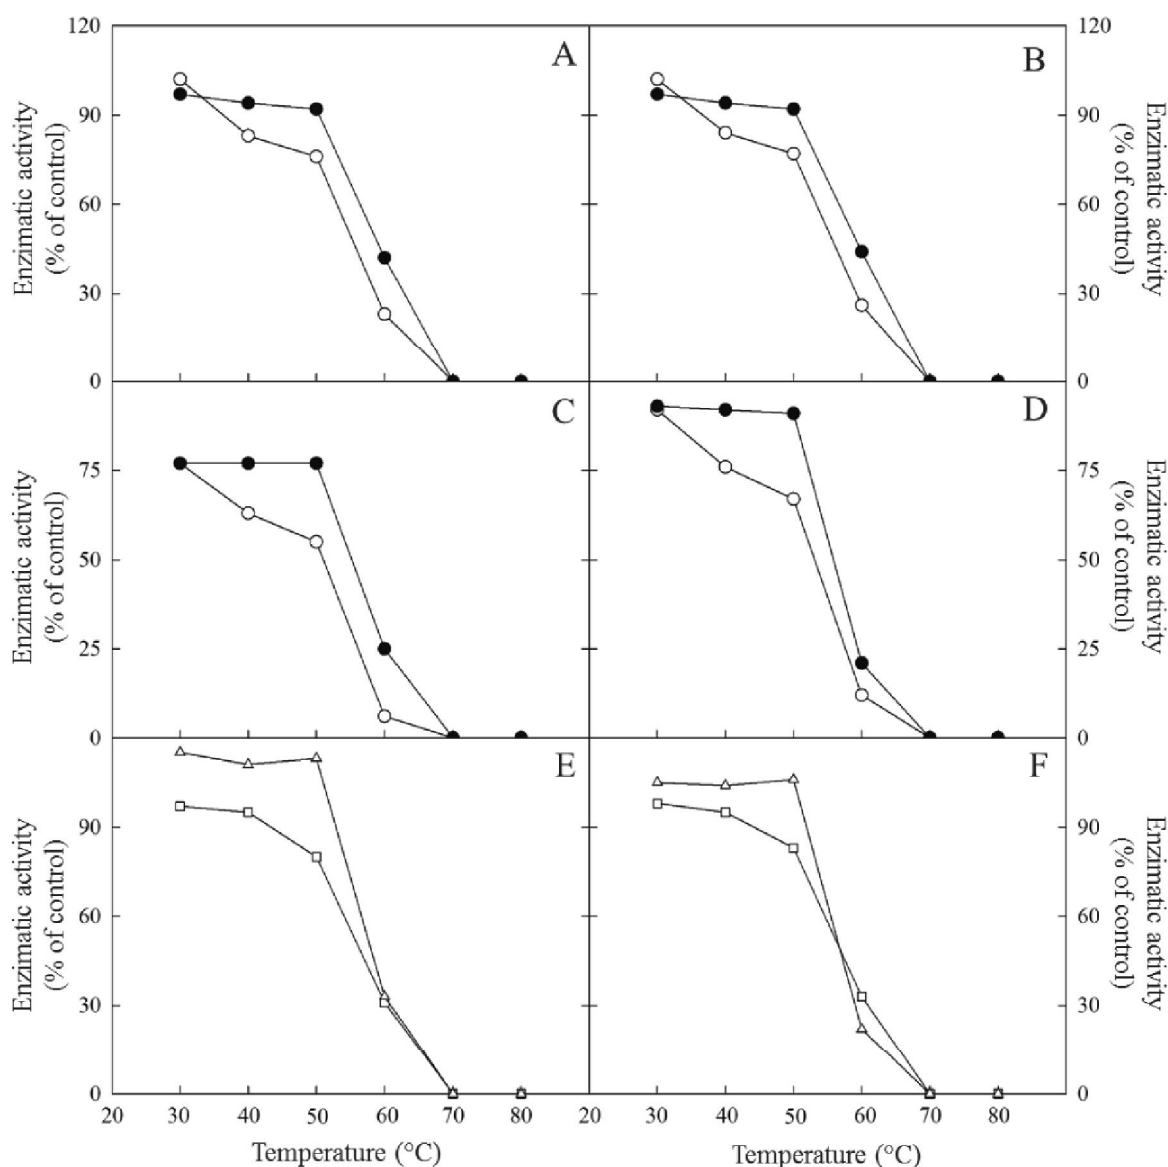 120
90
60
30
0
Enzimatic activity
(% of control)
A
B
120
90
60
30
0
Enzimatic activity
(% of control)
75
50
25
0
Enzimatic activity
(% of control)
C
D
75
50
25
0
Enzimatic activity
(% of control)
90
60
30
0
Enzimatic activity
(% of control)
E
F
90
60
30
0
Enzimatic activity
(% of control)
20 30 40 50 60 70 80 20 30 40 50 60 70 80
Temperature (°C) Temperature (°C)